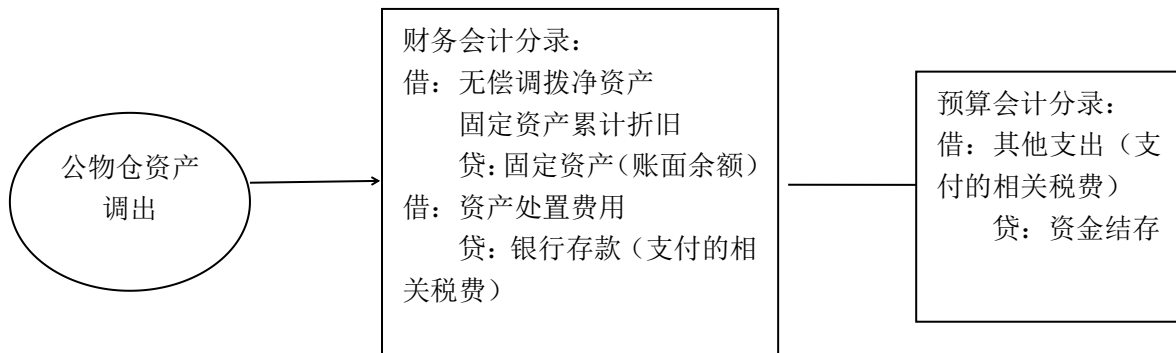 公物仓资产
调出
财务会计分录：
借：无偿调拨净资产
固定资产累计折旧
贷：固定资产（账面余额）
借：资产处置费用
贷：银行存款（支付的相
关税费）
预算会计分录：
借：其他支出（支
付的相关税费）
贷：资金结存